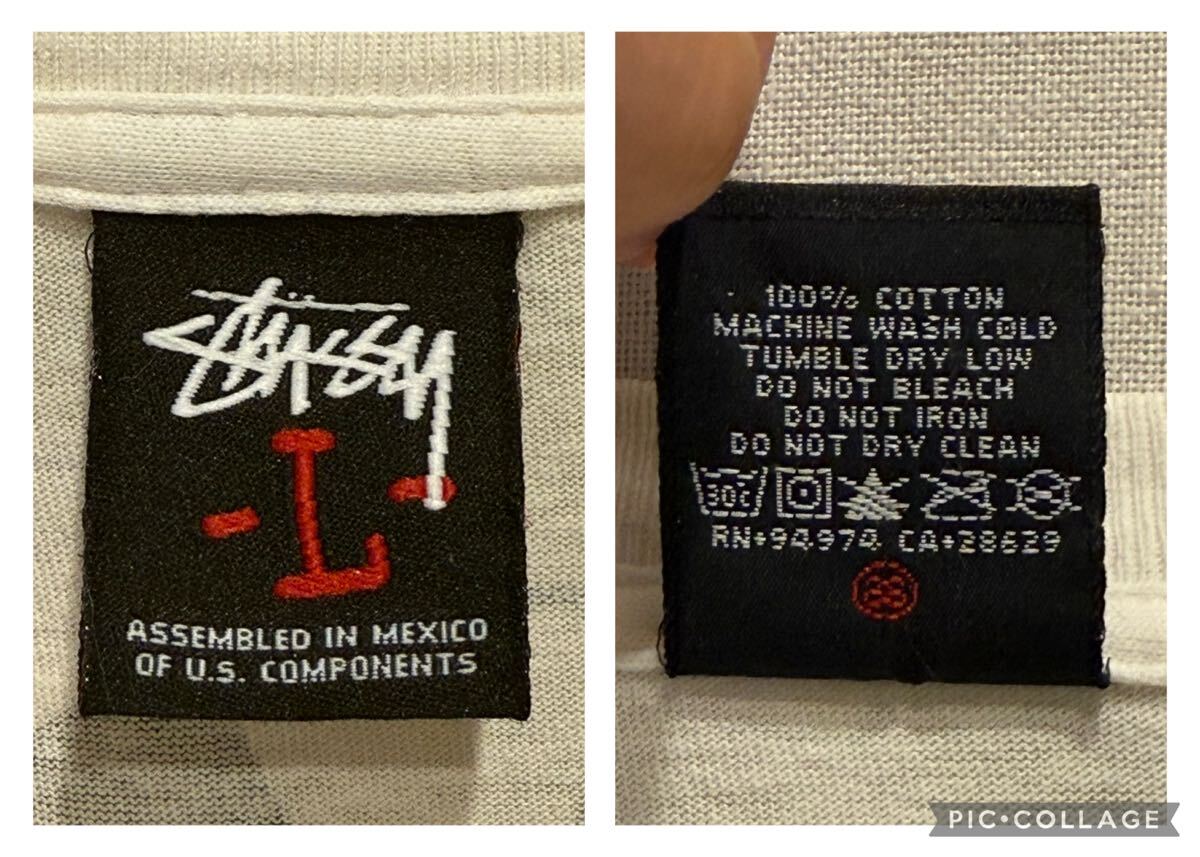 Stüssy
- L -
ASSEMBLED IN MEXICO
OF U.S. COMPONENTS
100% COTTON
MACHINE WASH COLD
TUMBLE DRY LOW
DO NOT BLEACH
DO NOT IRON
DO NOT DRY CLEAN
30C
RN+94974 CA+28629
PIC•COLLAGE